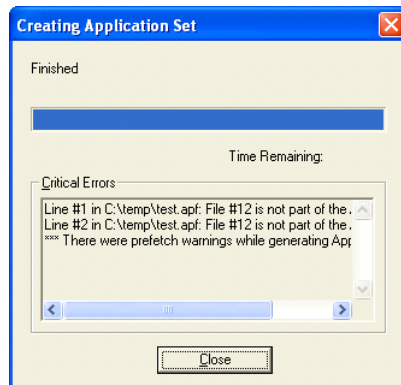 Creating Application Set
Finished
Time Remaining:
Critical Errors
Line #1 in C:\temp\test.apf: File #12 is not part of the
Line #2 in C:\temp\test.apf: File #12 is not part of the
*** There were prefetch warnings while generating App
Close